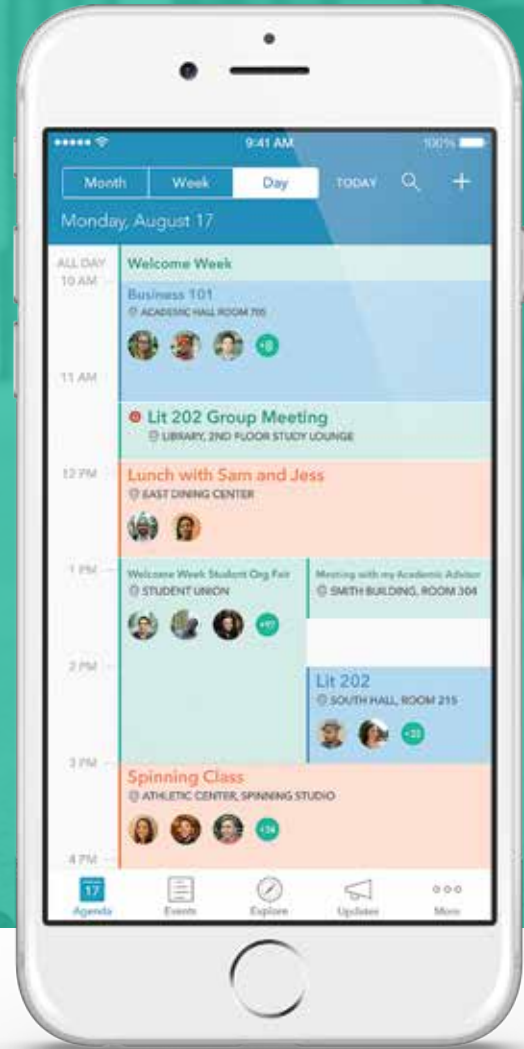 9:41 AM 100%
Month Week Day TODAY
Monday, August 17
ALL DAY Welcome Week
10 AM
Business 101
ACADEMIC HALL ROOM 705
11 AM
Lit 202 Group Meeting
LIBRARY, 2ND FLOOR STUDY LOUNGE
12 PM
Lunch with Sam and Jess
EAST DINING CENTER
1 PM
Welcome Week Student Org Fair
STUDENT UNION
+97
Meeting with my Academic Advisor
SMITH BUILDING, ROOM 304
2 PM
Lit 202
SOUTH HALL, ROOM 215
3 PM
Spinning Class
ATHLETIC CENTER, SPINNING STUDIO
4 PM
17
Agenda Events Explore Updates More